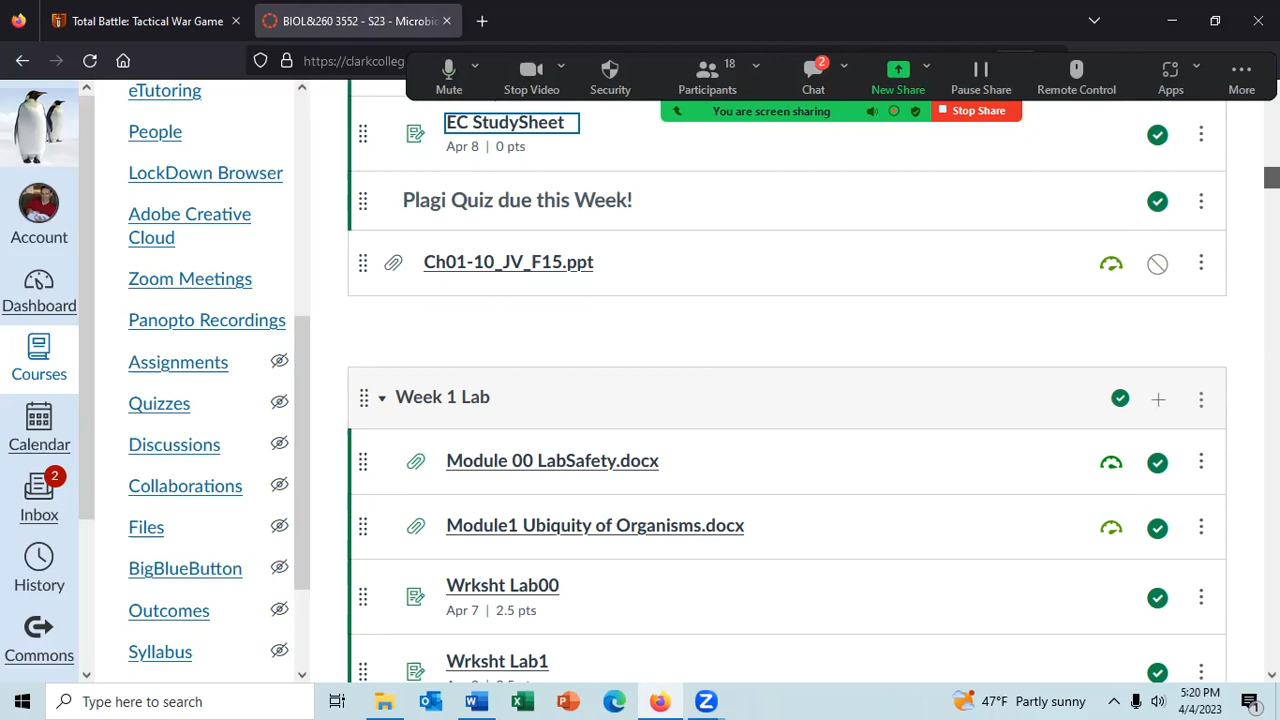 Total Battle: Tactical War Game
BIOL&260 3552 - S23 - Microbio
https://clarkcolleg
Mute
Stop Video
Security
18
Participants
2
Chat
New Share
Pause Share
Remote Control
Apps
More
You are screen sharing
Stop Share
Account
Dashboard
Courses
Calendar
2
Inbox
History
Commons
eTutoring
People
LockDown Browser
Adobe Creative
Cloud
Zoom Meetings
Panopto Recordings
Assignments
Quizzes
Discussions
Collaborations
Files
BigBlueButton
Outcomes
Syllabus
EC StudySheet
Apr 8 | 0 pts
Plagi Quiz due this Week!
Ch01-10_JV_F15.ppt
Week 1 Lab
Module 00 LabSafety.docx
Module1 Ubiquity of Organisms.docx
Wrksht Lab00
Apr 7 | 2.5 pts
Wrksht Lab1
Type here to search
47°F Partly sunny
5:20 PM
4/4/2023
1